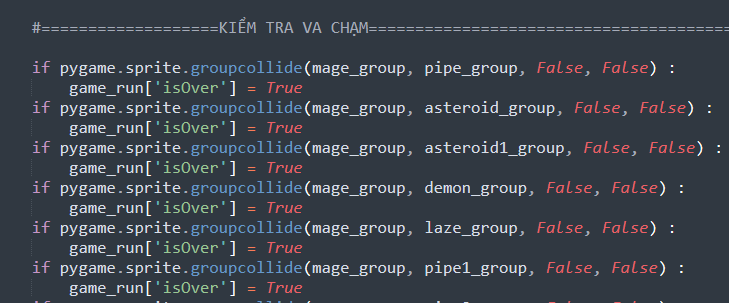 #===================KIỂM TRA VA CHẠM=======================================
if pygame.sprite.groupcollide(mage_group, pipe_group, False, False) :
game_run['isOver'] = True
if pygame.sprite.groupcollide(mage_group, asteroid_group, False, False) :
game_run['isOver'] = True
if pygame.sprite.groupcollide(mage_group, asteroid1_group, False, False) :
game_run['isOver'] = True
if pygame.sprite.groupcollide(mage_group, demon_group, False, False) :
game_run['isOver'] = True
if pygame.sprite.groupcollide(mage_group, laze_group, False, False) :
game_run['isOver'] = True
if pygame.sprite.groupcollide(mage_group, pipe1_group, False, False) :
game_run['isOver'] = True